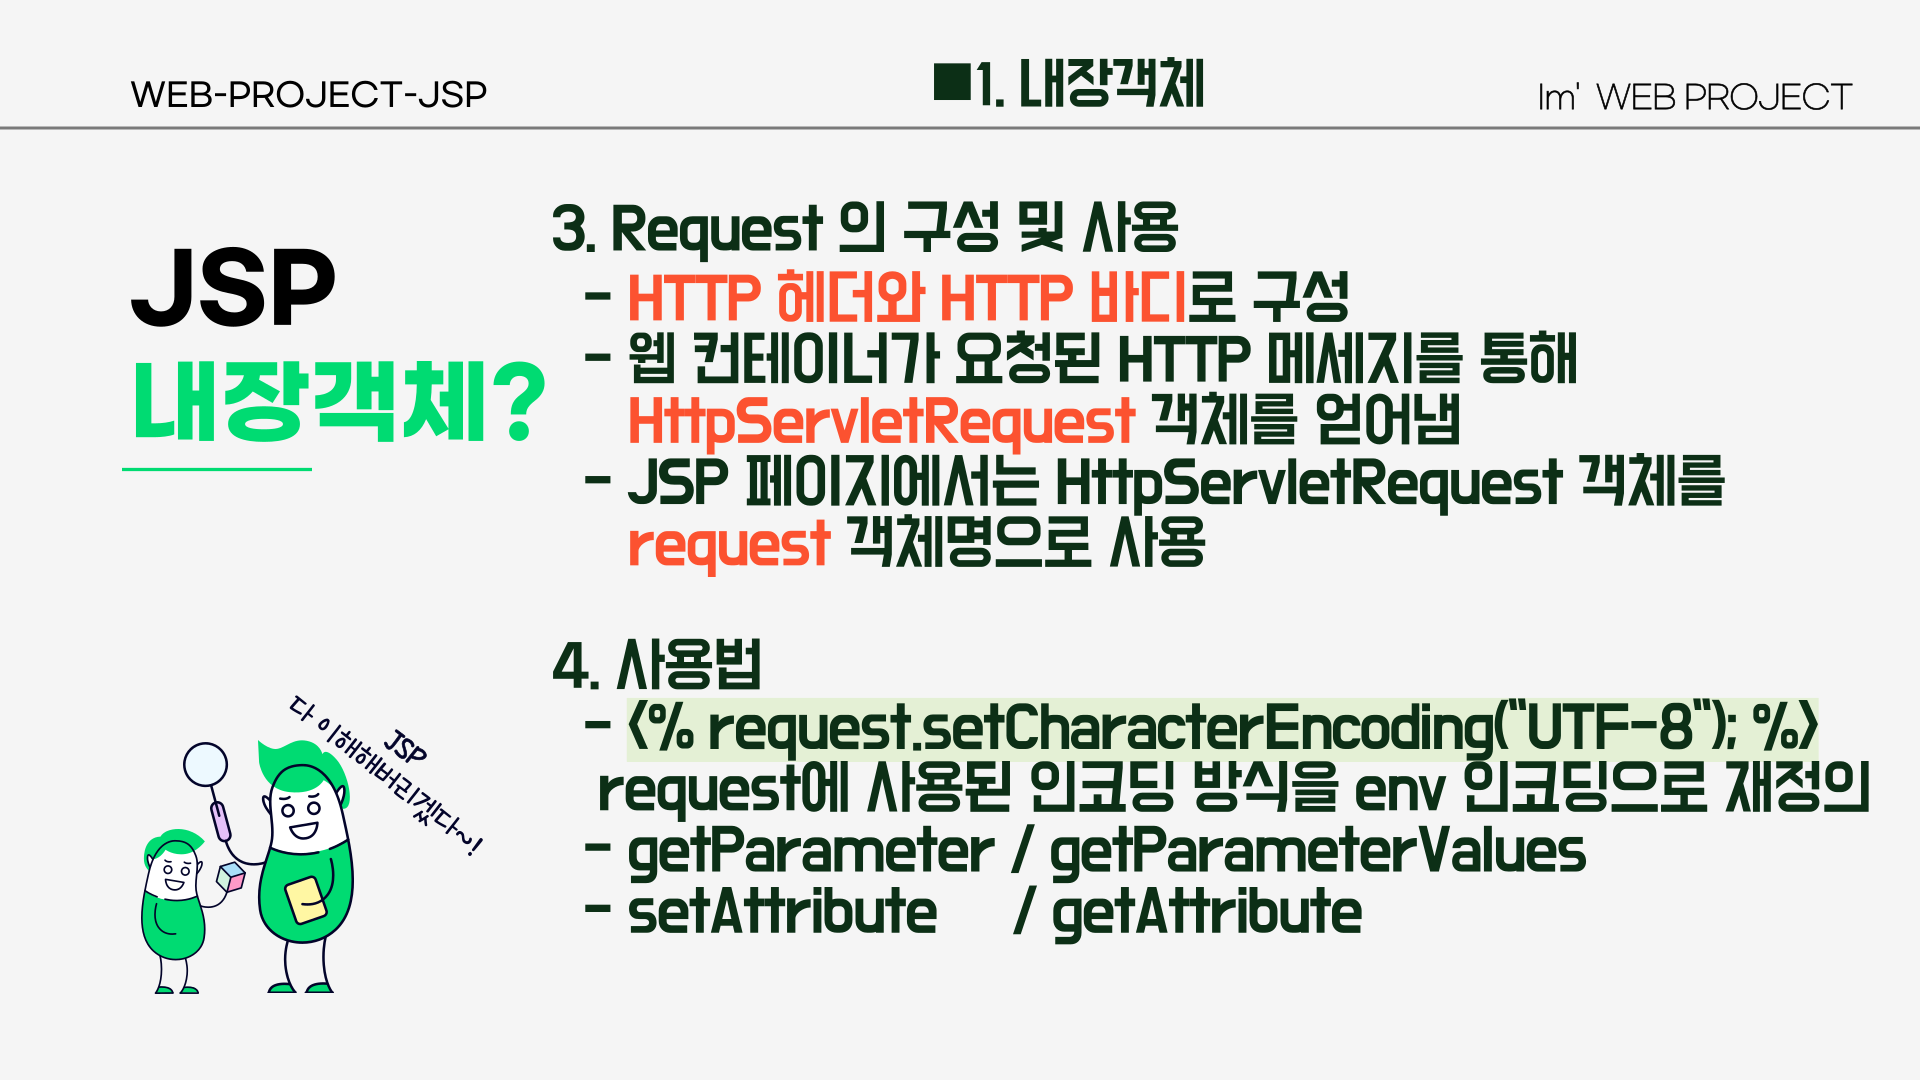 WEB-PROJECT-JSP
■1. 내장객체
Im' WEB PROJECT
JSP
내장객체?
3. Request 의 구성 및 사용
- HTTP 헤더와 HTTP 바디로 구성
- 웹 컨테이너가 요청된 HTTP 메세지를 통해
HttpServletRequest 객체를 얻어냄
- JSP 페이지에서는 HttpServletRequest 객체를
request 객체명으로 사용
4. 사용법
- <% request.setCharacterEncoding("UTF-8"); %>
request에 사용된 인코딩 방식을 env 인코딩으로 재정의
- getParameter / getParameterValues
- setAttribute / getAttribute
JSP
다 이해해버리겠다~!